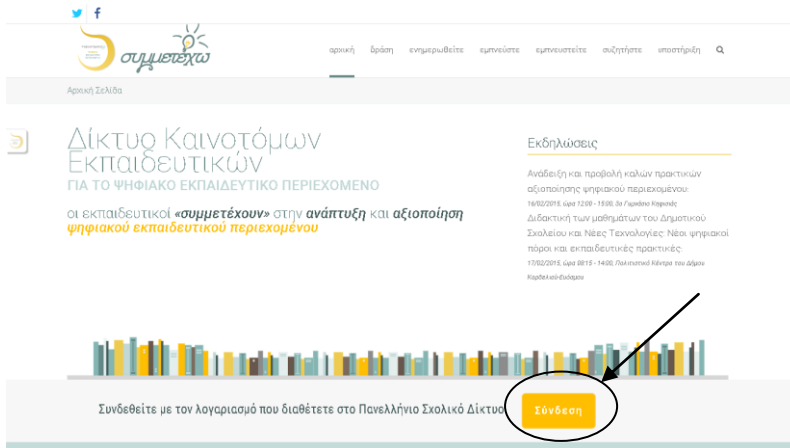 συμμετέχω
αρχική δράση ενημερωθείτε εμπνεύστε εμπνευστείτε συζητήστε υποστήριξη
Αρχική Σελίδα
Δίκτυο Καινοτόμων
Εκπαιδευτικών
ΓΙΑ ΤΟ ΨΗΦΙΑΚΟ ΕΚΠΑΙΔΕΥΤΙΚΟ ΠΕΡΙΕΧΟΜΕΝΟ
οι εκπαιδευτικοί «συμμετέχουν» στην ανάπτυξη και αξιοποίηση
ψηφιακού εκπαιδευτικού περιεχομένου
Εκδηλώσεις
Ανάδειξη και προβολή καλών πρακτικών
αξιοποίησης ψηφιακού περιεχομένου:
16/02/2015, ώρα 12:00 - 15:00, 2ο Γυμνάσιο Κηφισιάς
Διδακτική των μαθημάτων του Δημοτικού
Σχολείου και Νέες Τεχνολογίες: Νέοι ψηφιακοί
πόροι και εκπαιδευτικές πρακτικές:
17/02/2015, ώρα 09:15 - 14:00, Πολιτιστικό Κέντρο του Δήμου
Κορδελιού-Ευόσμου
Συνδεθείτε με τον λογαριασμό που διαθέτετε στο Πανελλήνιο Σχολικό Δίκτυο
Σύνδεση